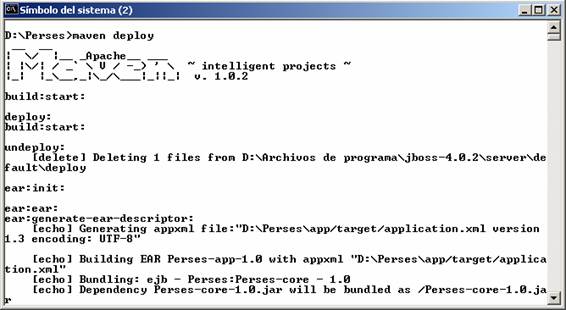 Símbolo del sistema (2)
D:\Perses>maven deploy
 __  __
|  \/  |__ _Apache__ ___
| |\/| / _` \ V / -_) ' \  ~ intelligent projects ~
|_|  |_\__,_|\_/\___|_||_|  v. 1.0.2
build:start:
deploy:
build:start:
undeploy:
    [delete] Deleting 1 files from D:\Archivos de programa\jboss-4.0.2\server\de
fault\deploy
ear:init:
ear:ear:
ear:generate-ear-descriptor:
    [echo] Generating appxml file:"D:\Perses\app/target/application.xml version
1.3 encoding: UTF-8"
    [echo] Building EAR Perses-app-1.0 with appxml "D:\Perses\app/target/applica
tion.xml"
    [echo] Bundling: ejb - Perses:Perses-core - 1.0
    [echo] Dependency Perses-core-1.0.jar will be bundled as /Perses-core-1.0.ja
r